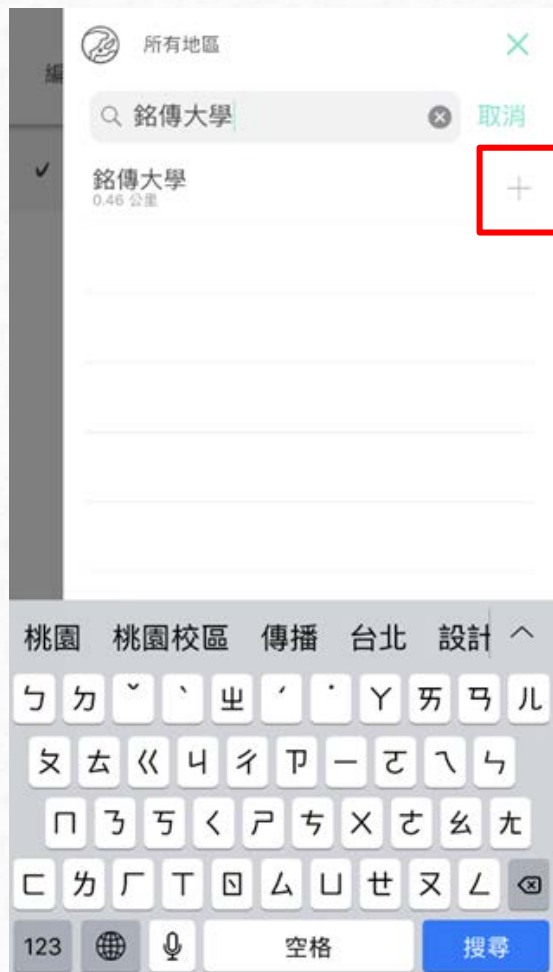 所有地區
編
銘傳大學 取消
銘傳大學
0.46 公里
桃園 桃園校區 傳播 台北 設計
ㄅ ㄉ ˇ ˋ ㄓ ˊ ˙ ㄚ ㄞ ㄢ ㄦ
ㄆ ㄊ ㄍ ㄐ ㄔ ㄗ ㄧ ㄛ ㄟ ㄣ
ㄇ ㄋ ㄎ ㄑ ㄕ ㄘ ㄨ ㄜ ㄠ ㄤ
ㄈ ㄌ ㄏ ㄒ ㄖ ㄙ ㄩ ㄝ ㄡ ㄥ
123 空格 搜尋